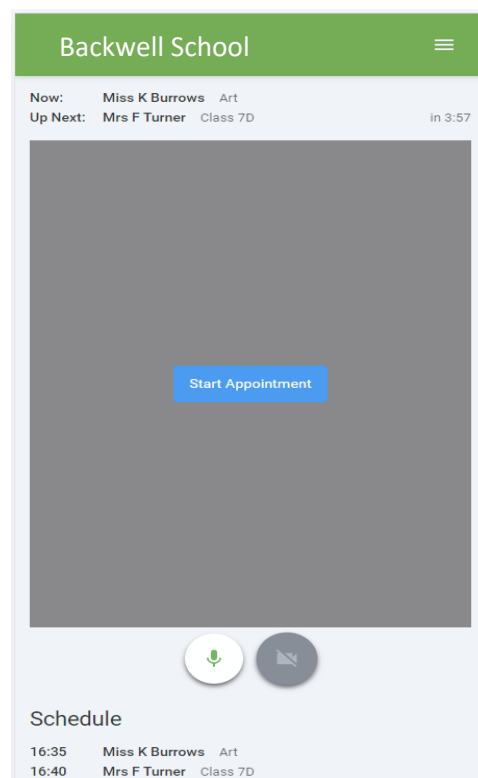 Backwell School
Now: Miss K Burrows Art
Up Next: Mrs F Turner Class 7D in 3:57
Start Appointment
Schedule
16:35 Miss K Burrows Art
16:40 Mrs F Turner Class 7D